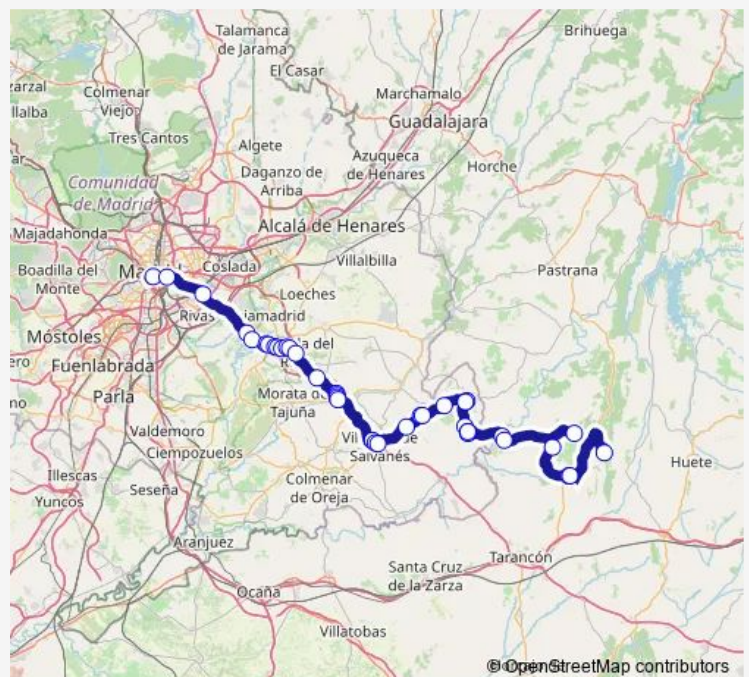 Talamanca
de Jarama
Brihuega
El Casar
Colmenar
Viejo
Marchamalo
Guadalajara
Tres Cantos
Algete
Azuqueca
de Henares
Horche
Daganzo de
Arriba
Comunidad
de Madrid
Majadahonda
Alcalá de Henares
Boadilla del
Monte
Coslada
Villalbilla
Pastrana
Loeches
Móstoles
Fuenlabrada
Parla
Tajuña
Valdemoro
Ciempozuelos
Salvanés
Huete
Illescas
Yuncos
Seseña
Colmenar
de Oreja
Aranjuez
Tarancón
Santa Cruz
de la Zarza
Ocaña
Villatobas
© OpenStreetMap contributors